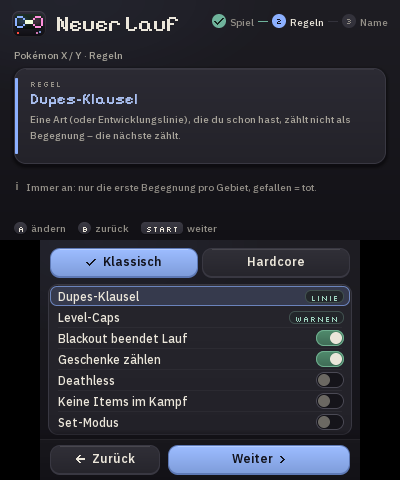 Neuer Lauf
Spiel
2 Regeln
3 Name
Pokémon X / Y · Regeln
REGEL
Dupes-Klausel
Eine Art (oder Entwicklungslinie), die du schon hast, zählt nicht als
Begegnung – die nächste zählt.
i Immer an: nur die erste Begegnung pro Gebiet, gefallen = tot.
A ändern B zurück START weiter
Klassisch
Hardcore
Dupes-Klausel LINIE
Level-Caps WARNEN
Blackout beendet Lauf
Geschenke zählen
Deathless
Keine Items im Kampf
Set-Modus
← Zurück
Weiter ›